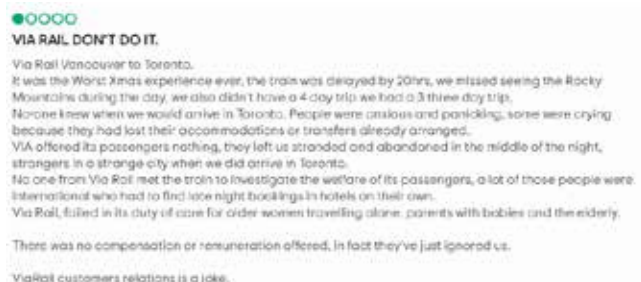 VIA RAIL DON'T DO IT.
Via Rail Vancouver to Toronto.
It was the Worst Xmas experience ever, the train was delayed by 20hrs, we missed seeing the Rocky
Mountains during the day, we also didn't have a 4 day trip we had a 3 three day trip.
No-one knew when we would arrive in Toronto. People were anxious and panicking, some were crying
because they had lost their accommodations or transfers already arranged.
VIA offered its passengers nothing, they left us stranded and abandoned in the middle of the night,
strangers in a strange city when we did arrive in Toronto.
No one from Via Rail met the train to investigate the welfare of its passengers, a lot of those people were
International who had to find late night bookings in hotels on their own.
Via Rail, failed in its duty of care for older women travelling alone, parents with babies and the elderly.
There was no compensation or remuneration offered, in fact they've just ignored us.
ViaRail customers relations is a joke.